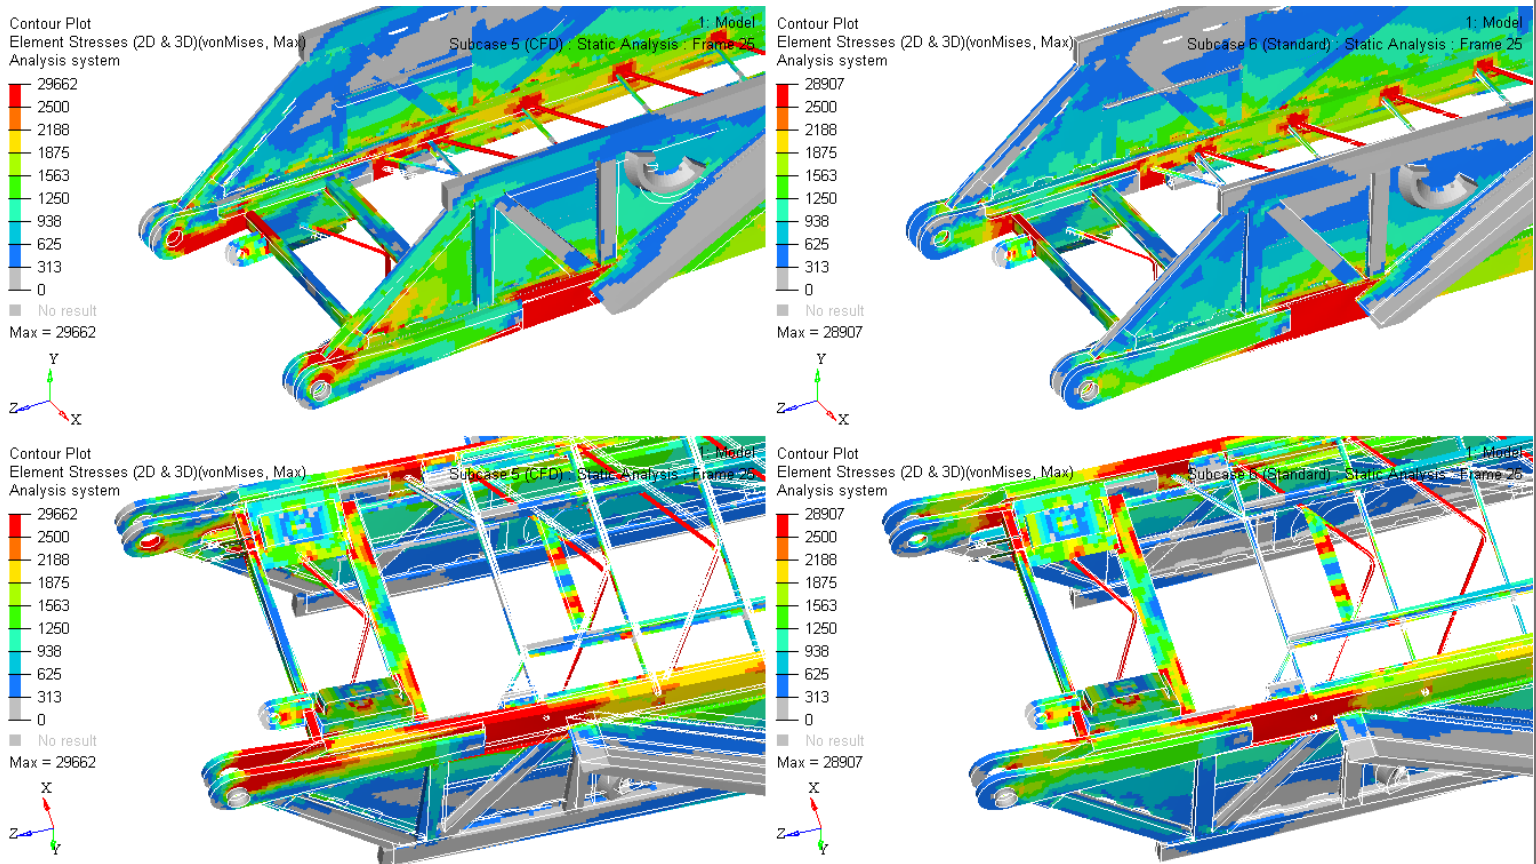 Contour Plot
1: Model
Element Stresses (2D & 3D)(vonMises, Max)
Subcase 5 (CFD) : Static Analysis : Frame 25
Analysis system
29662
2500
2188
1875
1563
1250
938
625
313
0
No result
Max = 29662
Y
Z
X
Contour Plot
1: Model
Element Stresses (2D & 3D)(vonMises, Max)
Subcase 6 (Standard) : Static Analysis : Frame 25
Analysis system
28907
2500
2188
1875
1563
1250
938
625
313
0
No result
Max = 28907
Y
Z
X
Contour Plot
1: Model
Element Stresses (2D & 3D)(vonMises, Max)
Subcase 5 (CFD) : Static Analysis : Frame 25
Analysis system
29662
2500
2188
1875
1563
1250
938
625
313
0
No result
Max = 29662
X
Z
Y
Contour Plot
1: Model
Element Stresses (2D & 3D)(vonMises, Max)
Subcase 6 (Standard) : Static Analysis : Frame 25
Analysis system
28907
2500
2188
1875
1563
1250
938
625
313
0
No result
Max = 28907
X
Z
Y